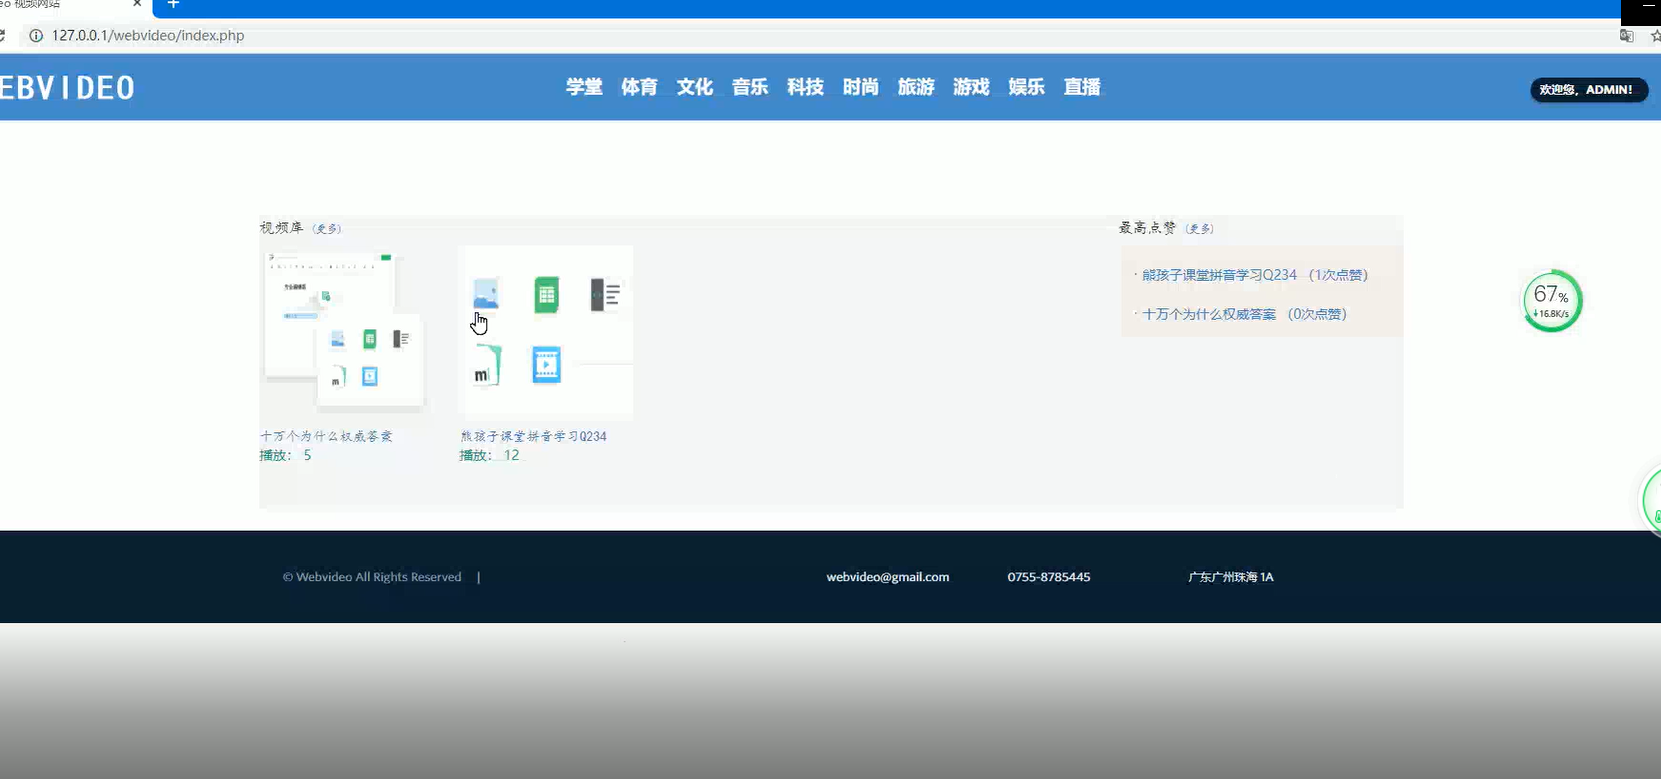 eo 视频网站
127.0.0.1/webvideo/index.php
EBVIDEO
学堂 体育 文化 音乐 科技 时尚 旅游 游戏 娱乐 直播
欢迎您，ADMIN!
视频库 (更多)
最高点赞 (更多)
· 熊孩子课堂拼音学习Q234 (1次点赞)
· 十万个为什么权威答案 (0次点赞)
67%
16.8K/s
m
m
十万个为什么权威答案
熊孩子课堂拼音学习Q234
播放： 5
播放： 12
© Webvideo All Rights Reserved |
webvideo@gmail.com
0755-8785445
广东广州珠海 1A